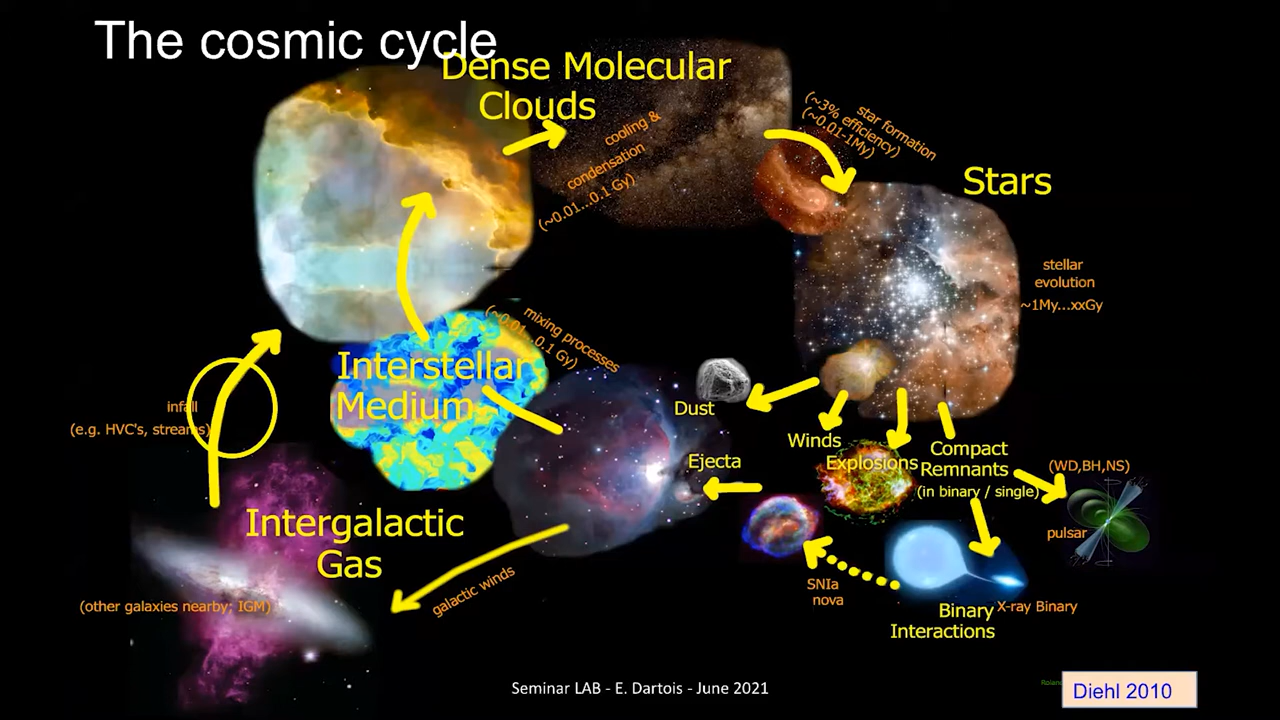 The cosmic cycle
Dense Molecular
Clouds
cooling &
condensation
(~0.01...0.1 Gy)
star formation
(~3% efficiency)
(~0.01-1My)
Stars
stellar
evolution
~1My...xxGy
mixing processes
(~0.01...0.1 Gy)
Interstellar
Medium
infall
(e.g. HVC's, streams)
Dust
Winds
Explosions
Compact
Remnants
(in binary / single)
(WD,BH,NS)
pulsar
Ejecta
Intergalactic
Gas
(other galaxies nearby; IGM)
galactic winds
SNIa
nova
Binary
Interactions
X-ray Binary
Seminar LAB - E. Dartois - June 2021
Diehl 2010